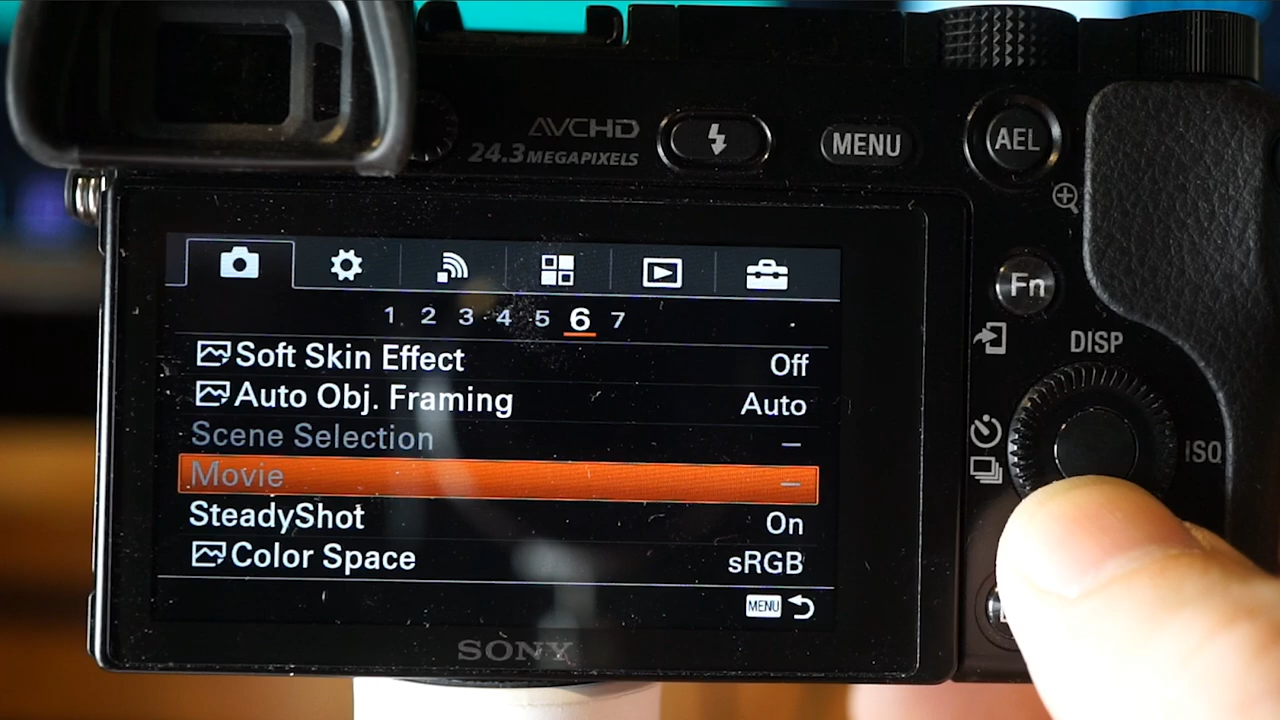 AVCHD
24.3 MEGAPIXELS
MENU
AEL
Fn
DISP
ISO
1 2 3 4 5 6 7
Soft Skin Effect Off
Auto Obj. Framing Auto
Scene Selection –
Movie –
SteadyShot On
Color Space sRGB
MENU
SONY